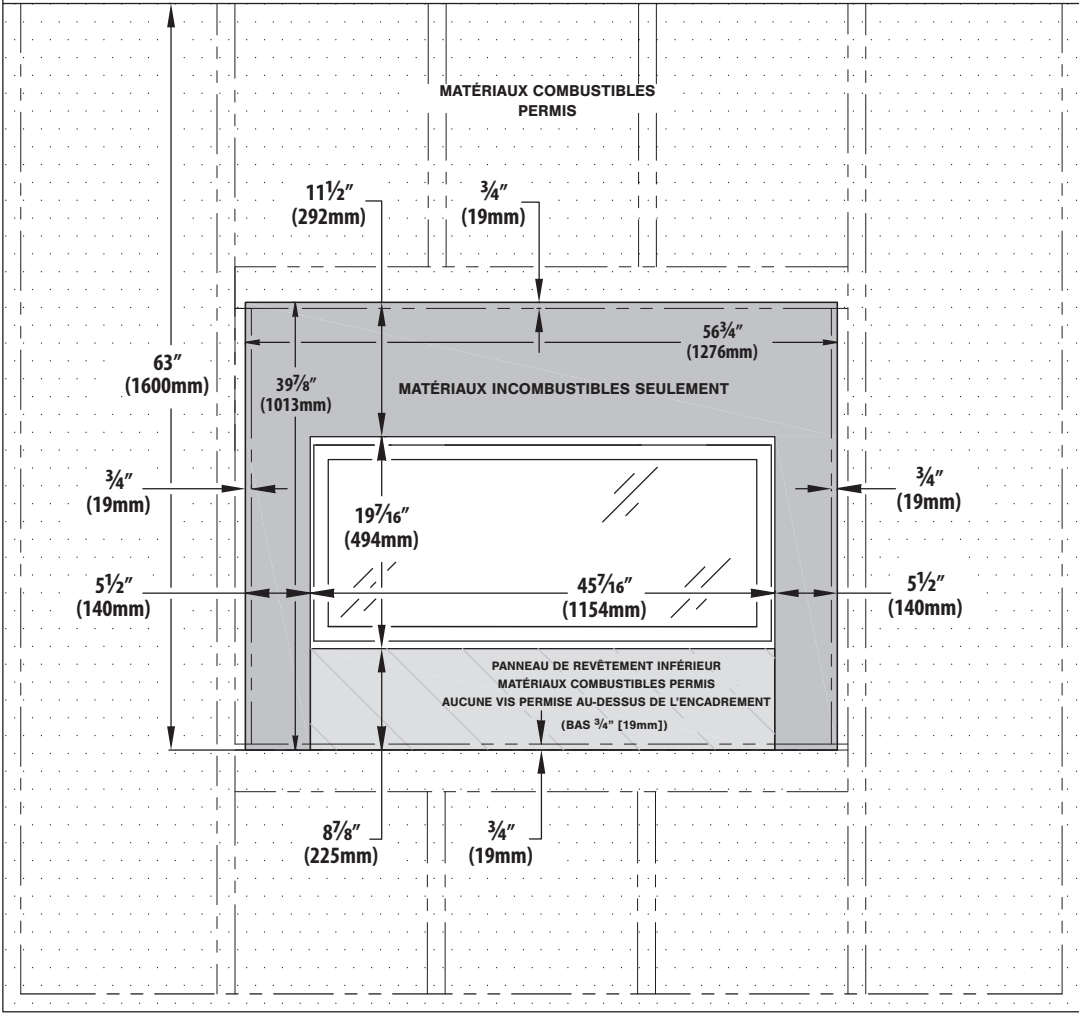 MATÉRIAUX COMBUSTIBLES
PERMIS
11½"
(292mm)
¾"
(19mm)
56¾"
(1276mm)
63"
(1600mm)
39⅞"
(1013mm)
MATÉRIAUX INCOMBUSTIBLES SEULEMENT
¾"
(19mm)
¾"
(19mm)
19⁷⁄₁₆"
(494mm)
5½"
(140mm)
45⁷⁄₁₆"
(1154mm)
5½"
(140mm)
PANNEAU DE REVÊTEMENT INFÉRIEUR
MATÉRIAUX COMBUSTIBLES PERMIS
AUCUNE VIS PERMISE AU-DESSUS DE L'ENCADREMENT
(BAS ¾" [19mm])
8⅞"
(225mm)
¾"
(19mm)